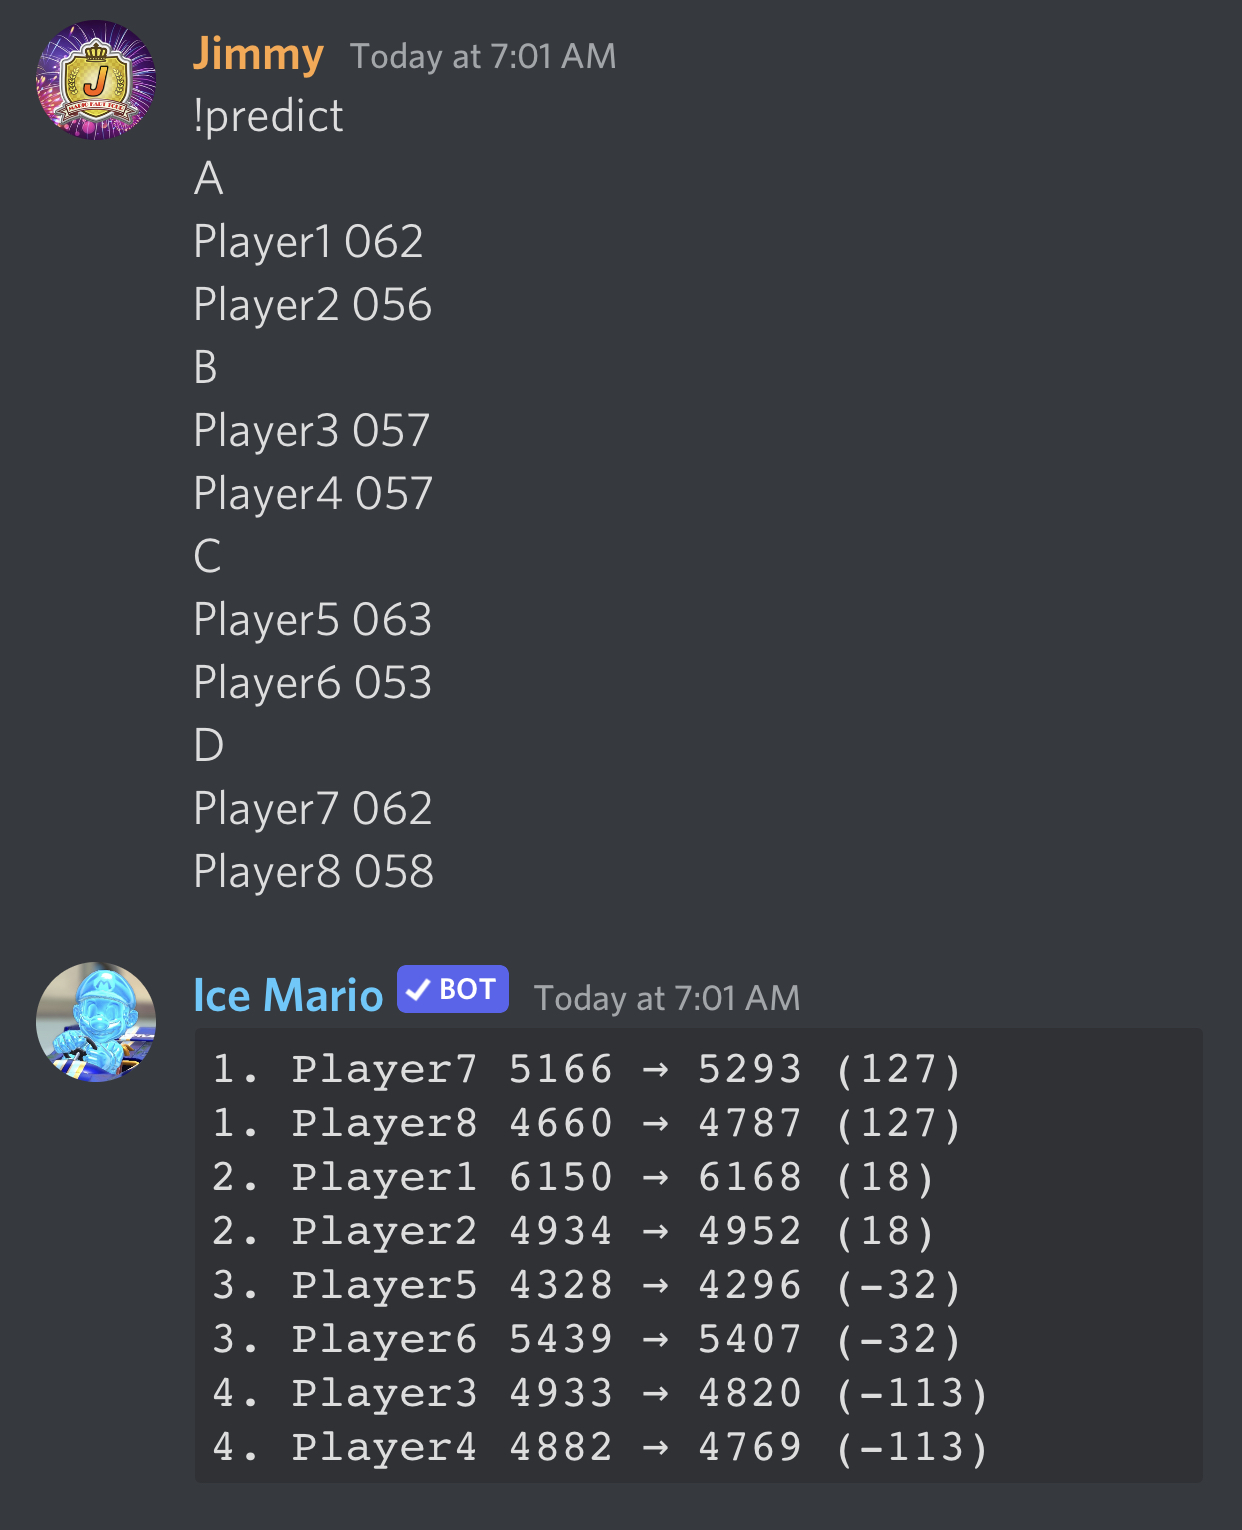 Jimmy Today at 7:01 AM
!predict
A
Player1 062
Player2 056
B
Player3 057
Player4 057
C
Player5 063
Player6 053
D
Player7 062
Player8 058
Ice Mario BOT Today at 7:01 AM
1. Player7 5166 → 5293 (127)
1. Player8 4660 → 4787 (127)
2. Player1 6150 → 6168 (18)
2. Player2 4934 → 4952 (18)
3. Player5 4328 → 4296 (-32)
3. Player6 5439 → 5407 (-32)
4. Player3 4933 → 4820 (-113)
4. Player4 4882 → 4769 (-113)